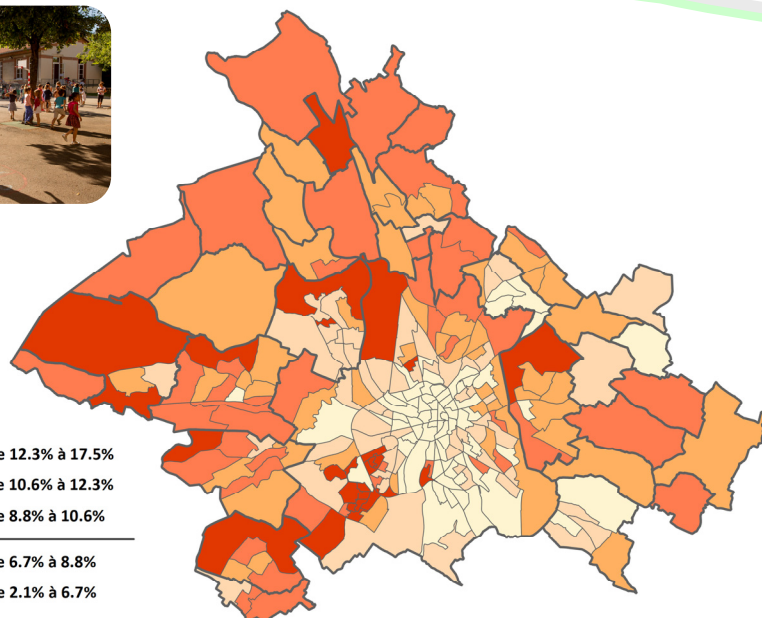 e 12.3% à 17.5%
e 10.6% à 12.3%
e 8.8% à 10.6%
e 6.7% à 8.8%
e 2.1% à 6.7%